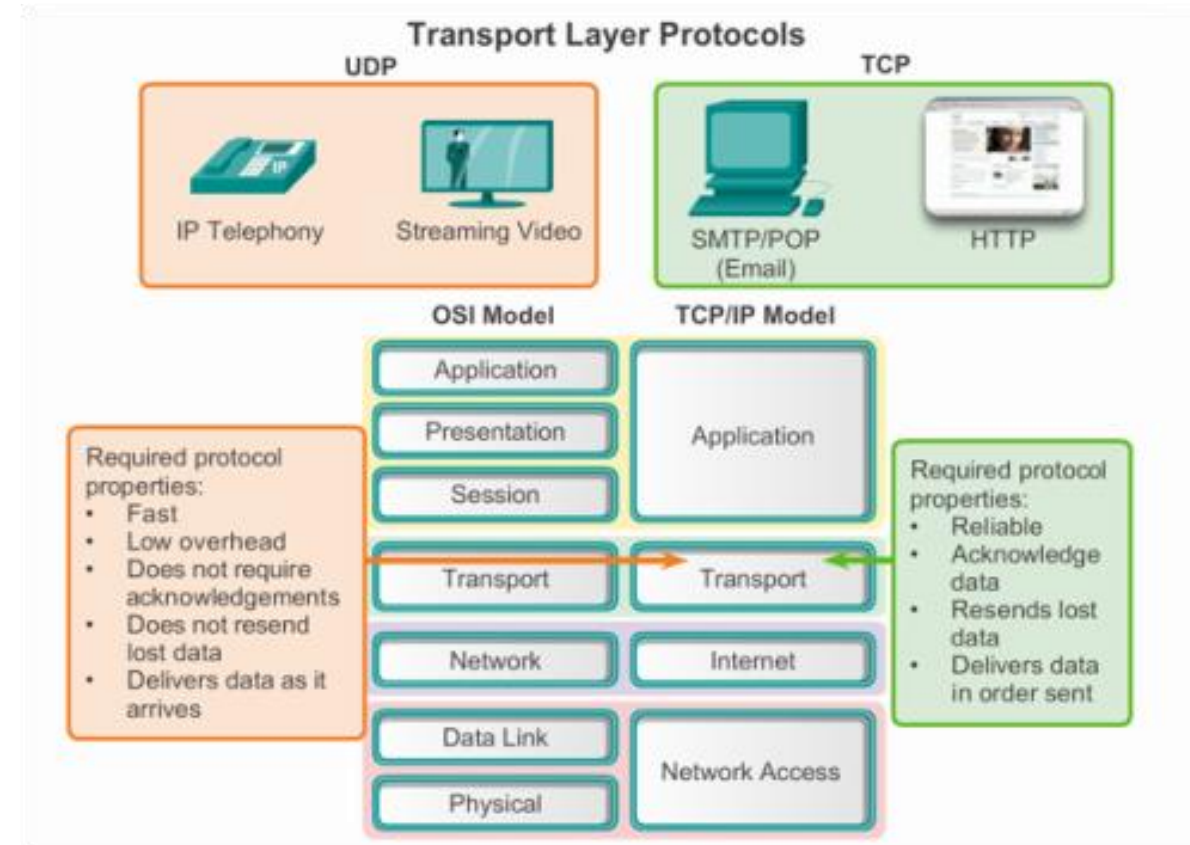 Transport Layer Protocols
UDP
TCP
IP
IP Telephony
Streaming Video
SMTP/POP
(Email)
HTTP
OSI Model
TCP/IP Model
Application
Presentation
Session
Application
Required protocol
properties:
• Fast
• Low overhead
• Does not require
acknowledgements
• Does not resend
lost data
• Delivers data as it
arrives
Required protocol
properties:
• Reliable
• Acknowledge
data
• Resends lost
data
• Delivers data
in order sent
Transport
Transport
Network
Internet
Data Link
Physical
Network Access